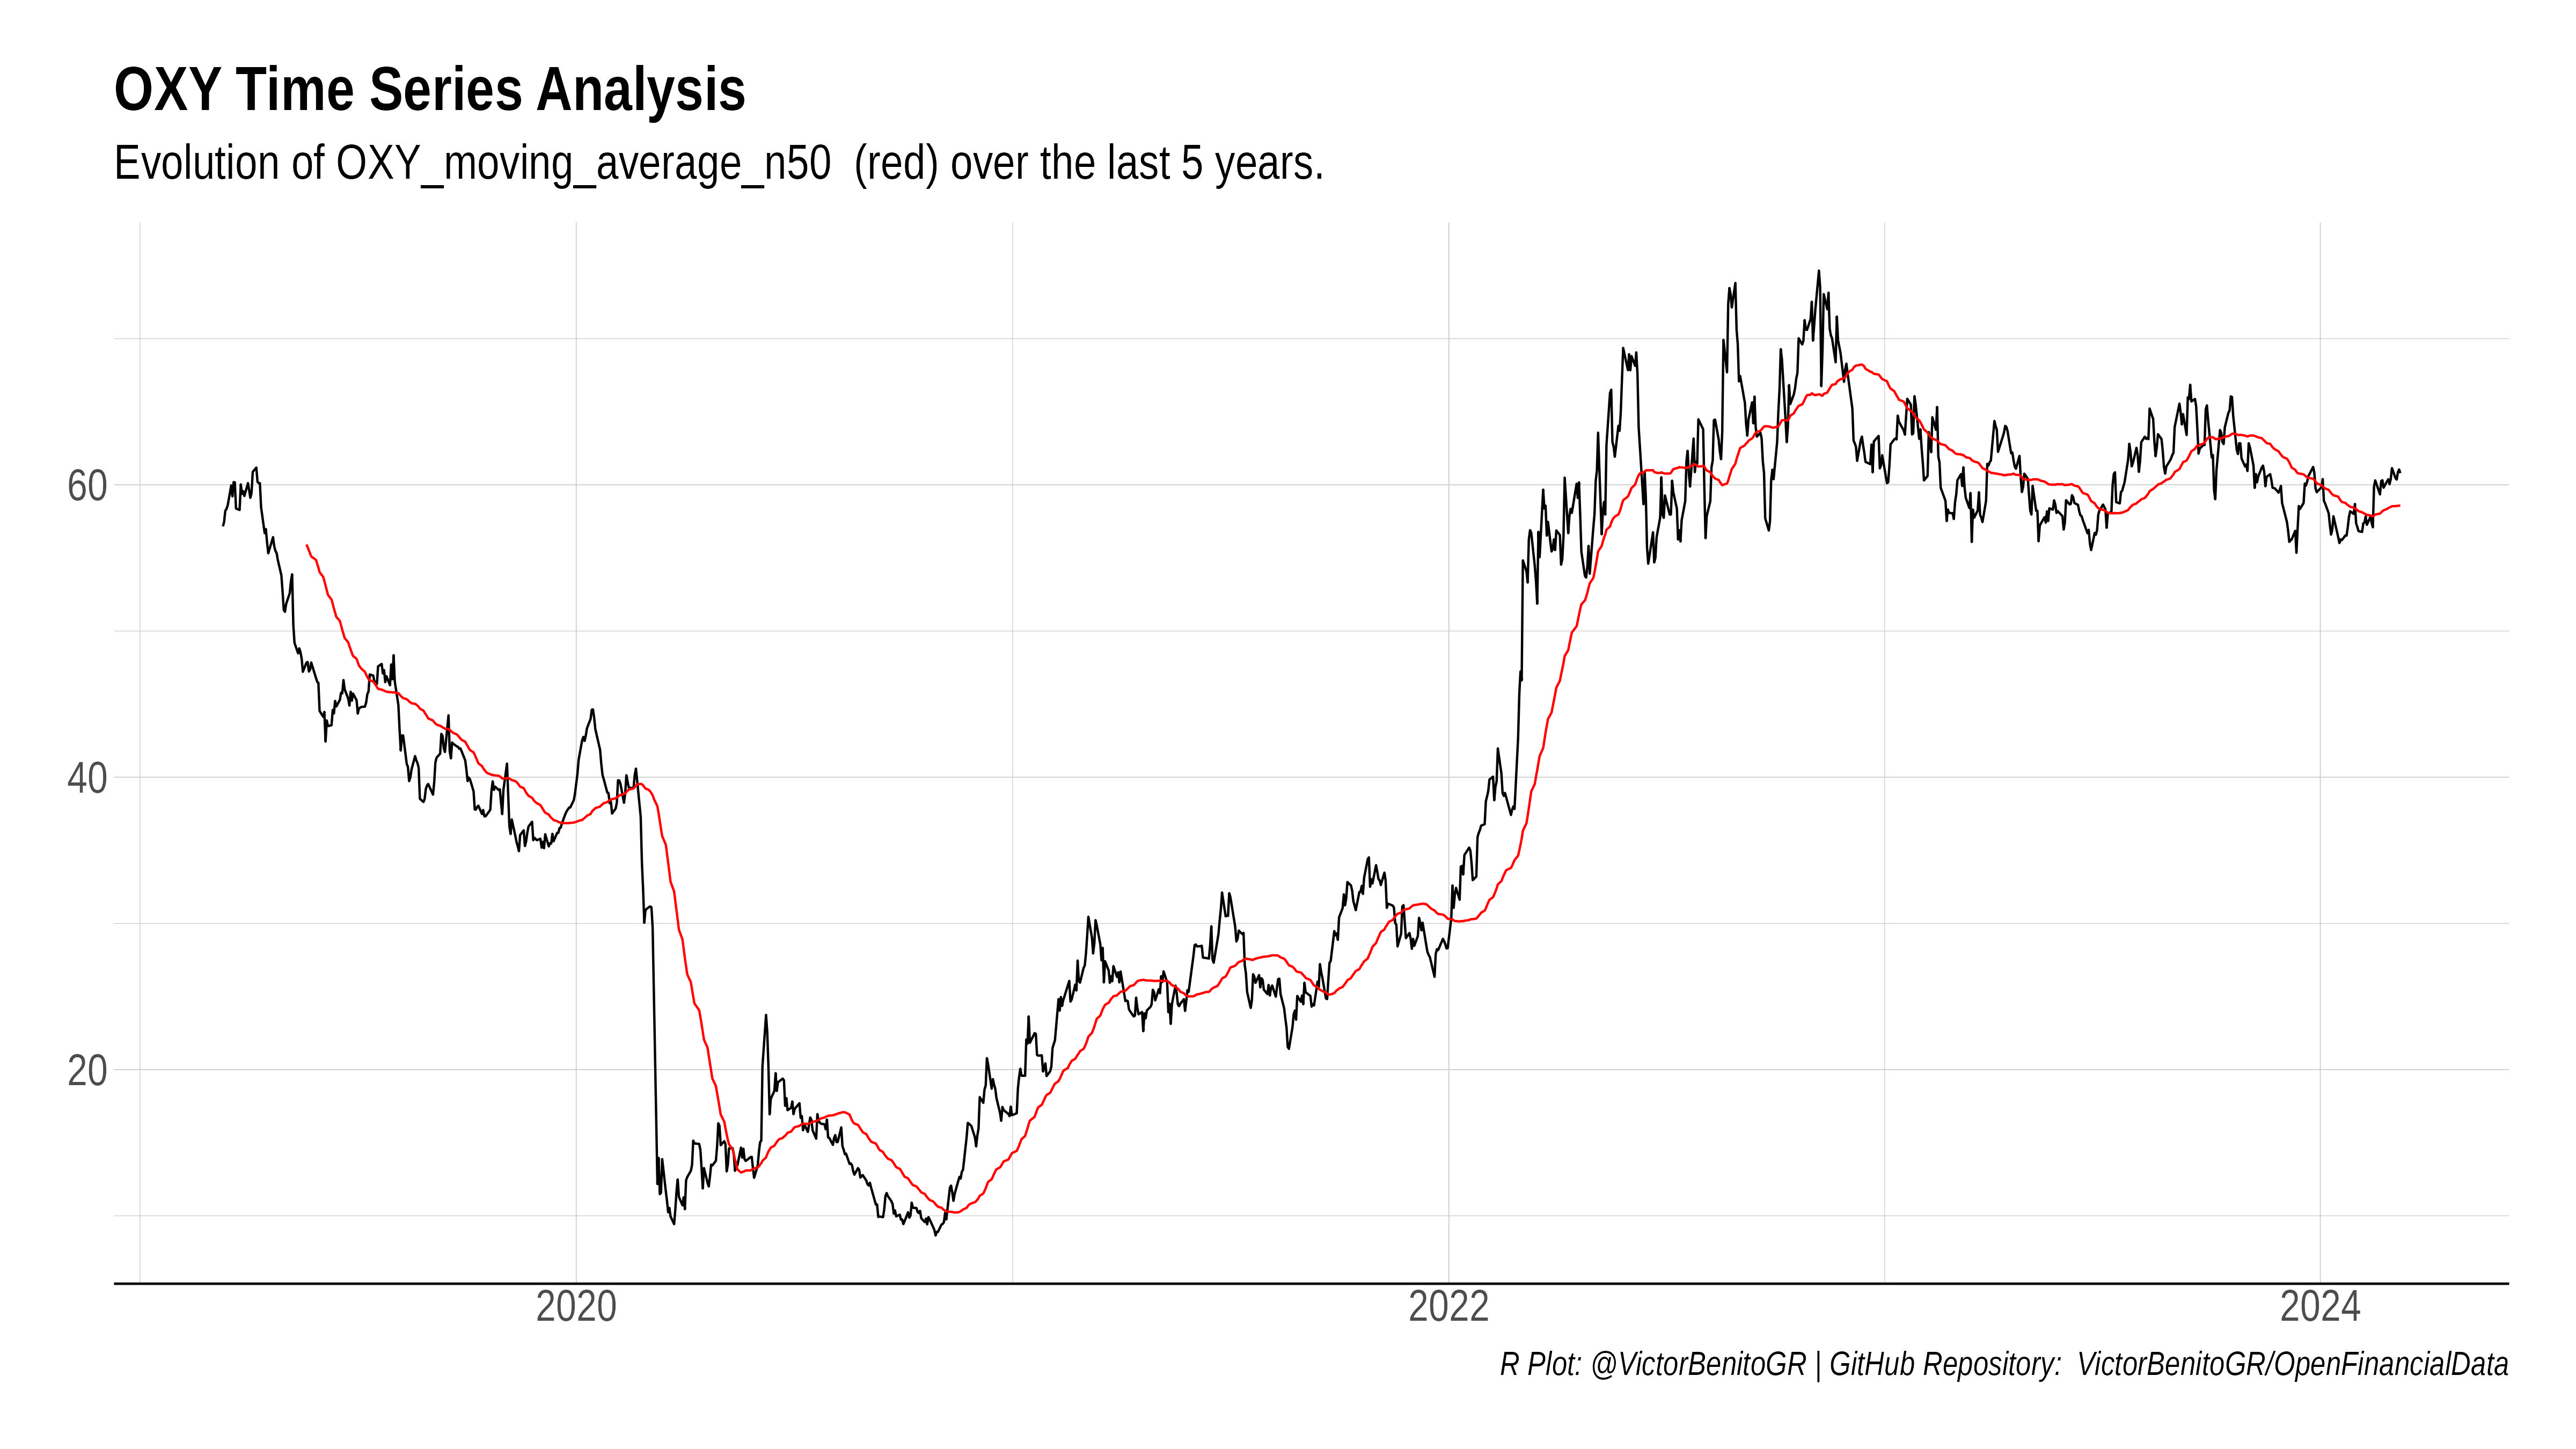 OXY Time Series Analysis
Evolution of OXY_moving_average_n50  (red) over the last 5 years.
60
40
20
2020 2022 2024
R Plot: @VictorBenitoGR | GitHub Repository:  VictorBenitoGR/OpenFinancialData